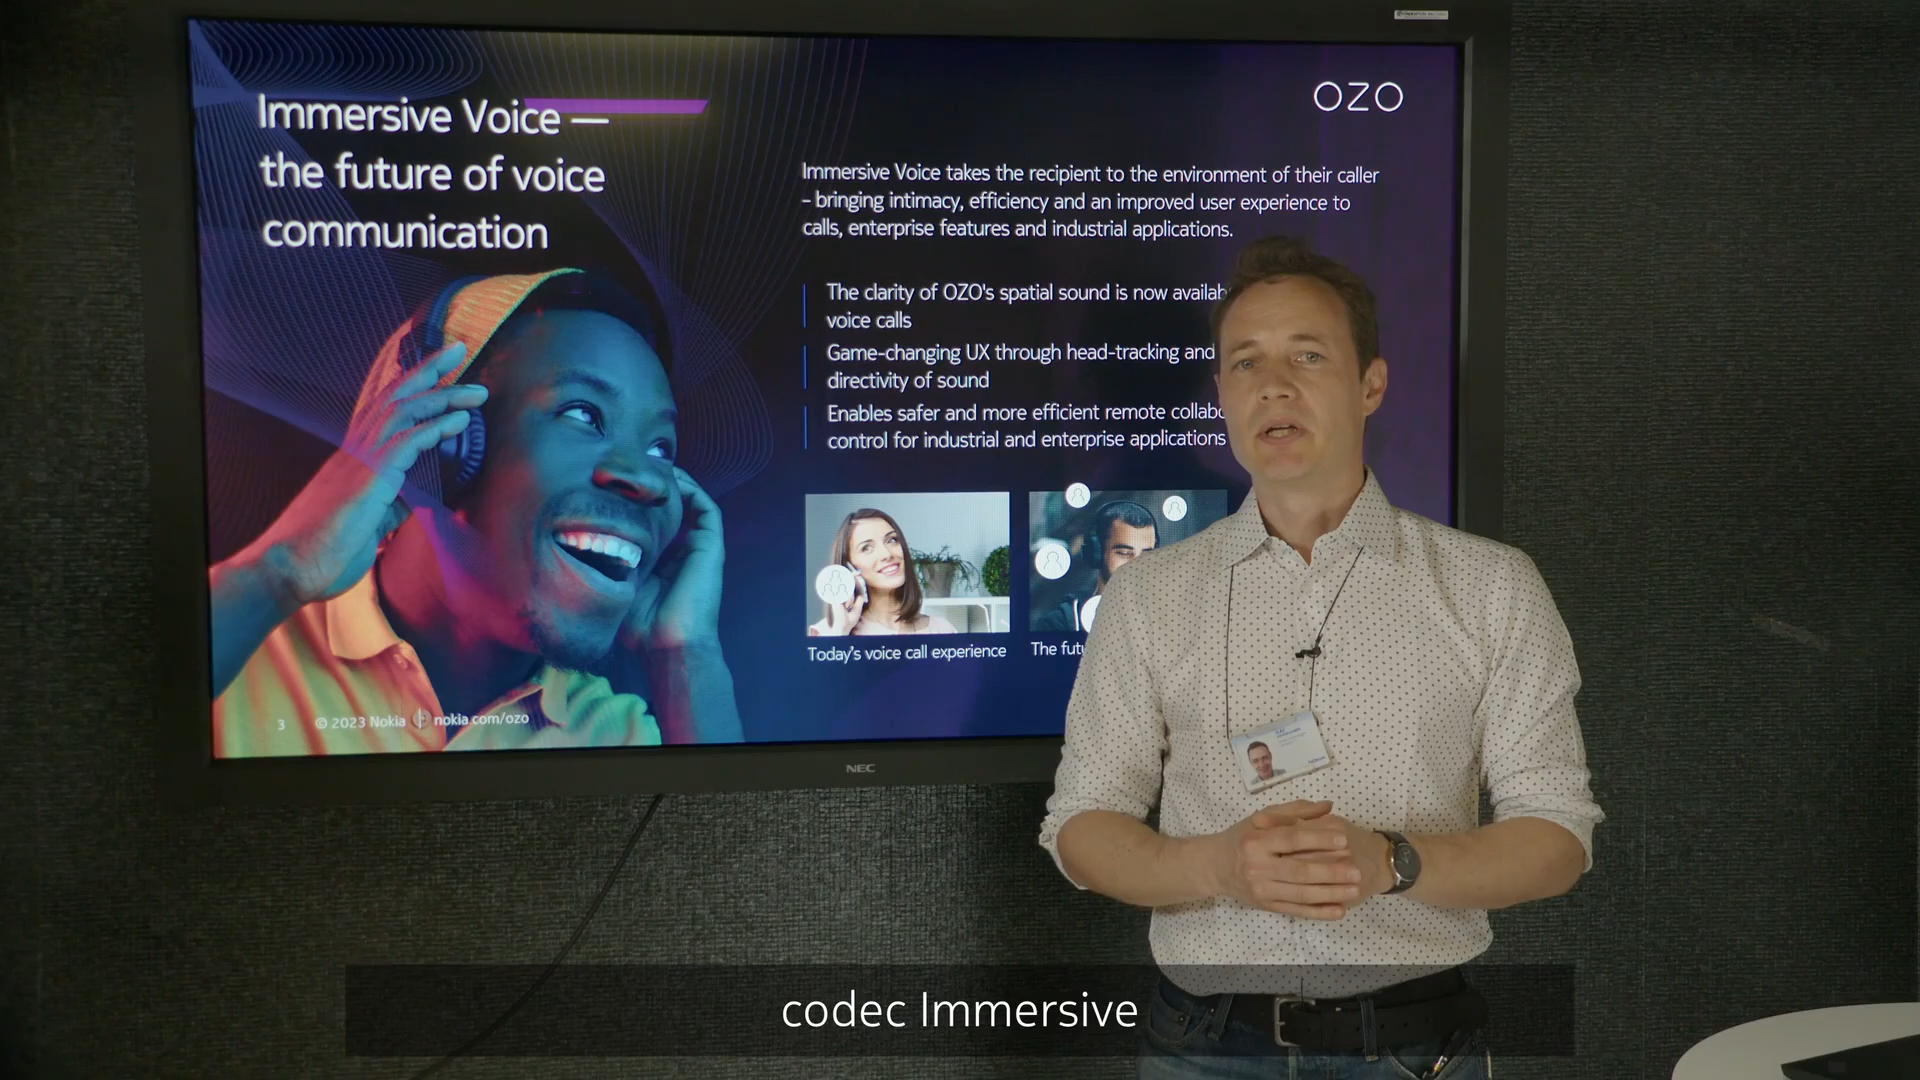 Immersive Voice —
the future of voice
communication
OZO
Immersive Voice takes the recipient to the environment of their caller
– bringing intimacy, efficiency and an improved user experience to
calls, enterprise features and industrial applications.
The clarity of OZO's spatial sound is now
voice calls
Game-changing UX through head-tracking and
directivity of sound
Enables safer and more efficient remote
control for industrial and enterprise applications
Today's voice call experience
The
3 © 2023 Nokia nokia.com/ozo
NEC
codec Immersive